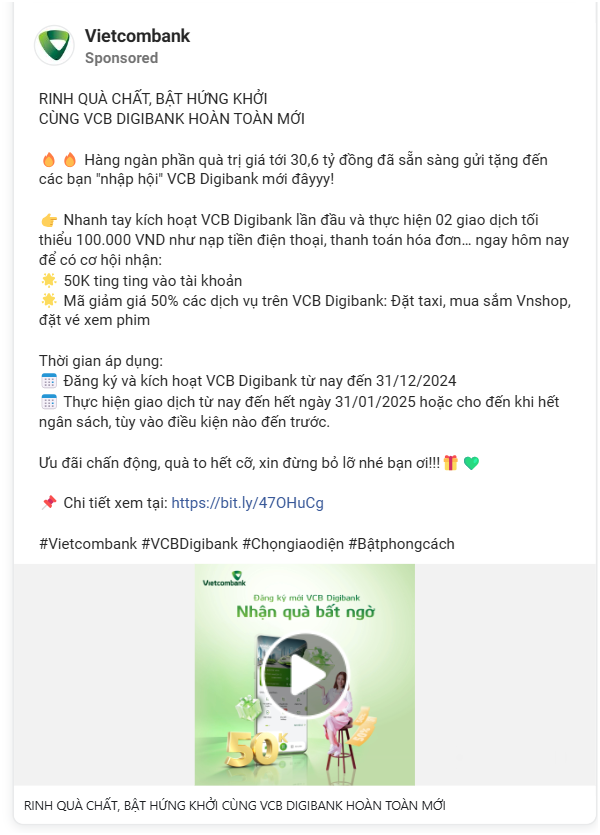 Vietcombank
Sponsored
RINH QUÀ CHẤT, BẬT HỨNG KHỞI
CÙNG VCB DIGIBANK HOÀN TOÀN MỚI
🔥 🔥 Hàng ngàn phần quà trị giá tới 30,6 tỷ đồng đã sẵn sàng gửi tặng đến
các bạn "nhập hội" VCB Digibank mới đâyyy!
👉 Nhanh tay kích hoạt VCB Digibank lần đầu và thực hiện 02 giao dịch tối
thiểu 100.000 VND như nạp tiền điện thoại, thanh toán hóa đơn… ngay hôm nay
để có cơ hội nhận:
🌟 50K ting ting vào tài khoản
🌟 Mã giảm giá 50% các dịch vụ trên VCB Digibank: Đặt taxi, mua sắm Vnshop,
đặt vé xem phim
Thời gian áp dụng:
🗓 Đăng ký và kích hoạt VCB Digibank từ nay đến 31/12/2024
🗓 Thực hiện giao dịch từ nay đến hết ngày 31/01/2025 hoặc cho đến khi hết
ngân sách, tùy vào điều kiện nào đến trước.
Ưu đãi chấn động, quà to hết cỡ, xin đừng bỏ lỡ nhé bạn ơi!!!🎁 💚
📌 Chi tiết xem tại: https://bit.ly/47OHuCg
#Vietcombank #VCBDigibank #Chọngiaodiện #Bậtphongcách
Vietcombank
Đăng ký mới VCB Digibank
Nhận quà bất ngờ
50K
RINH QUÀ CHẤT, BẬT HỨNG KHỞI CÙNG VCB DIGIBANK HOÀN TOÀN MỚI